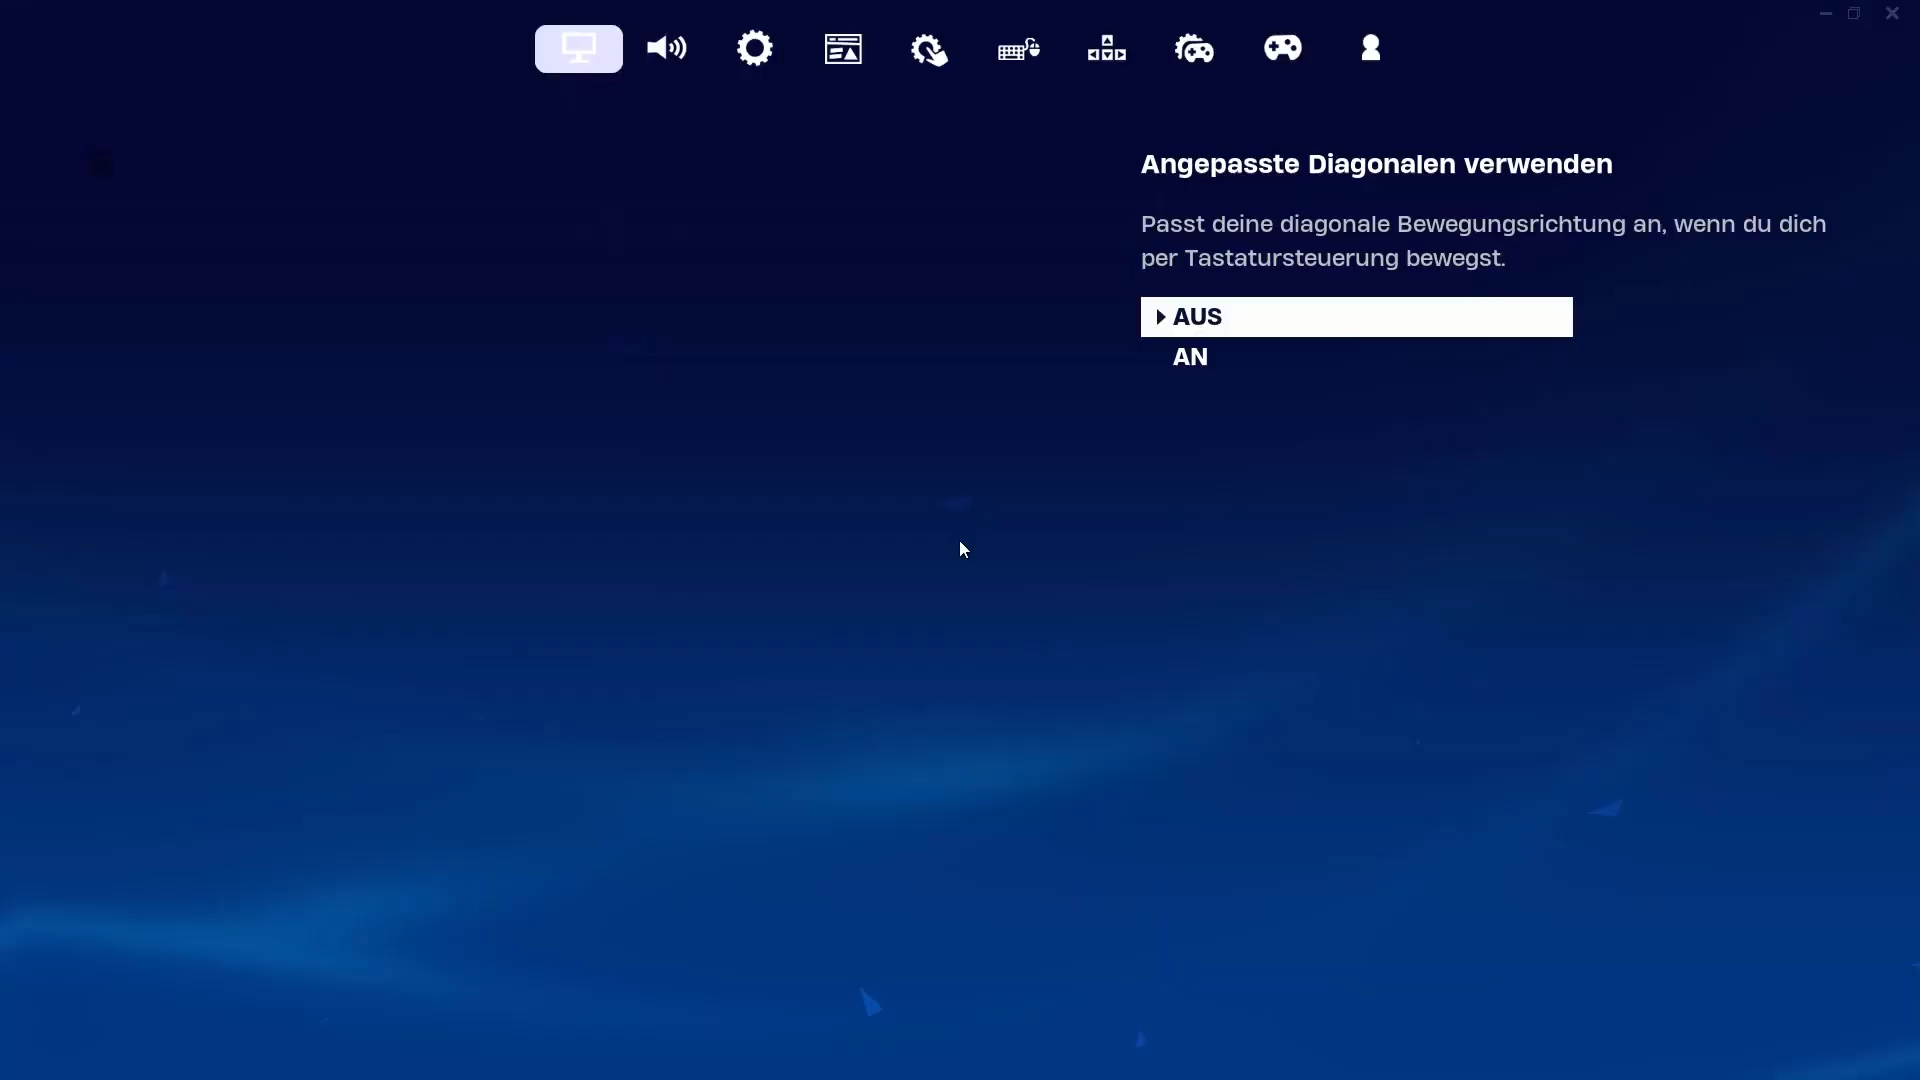 Angepasste Diagonalen verwenden
Passt deine diagonale Bewegungsrichtung an, wenn du dich
per Tastatursteuerung bewegst.
AUS
AN